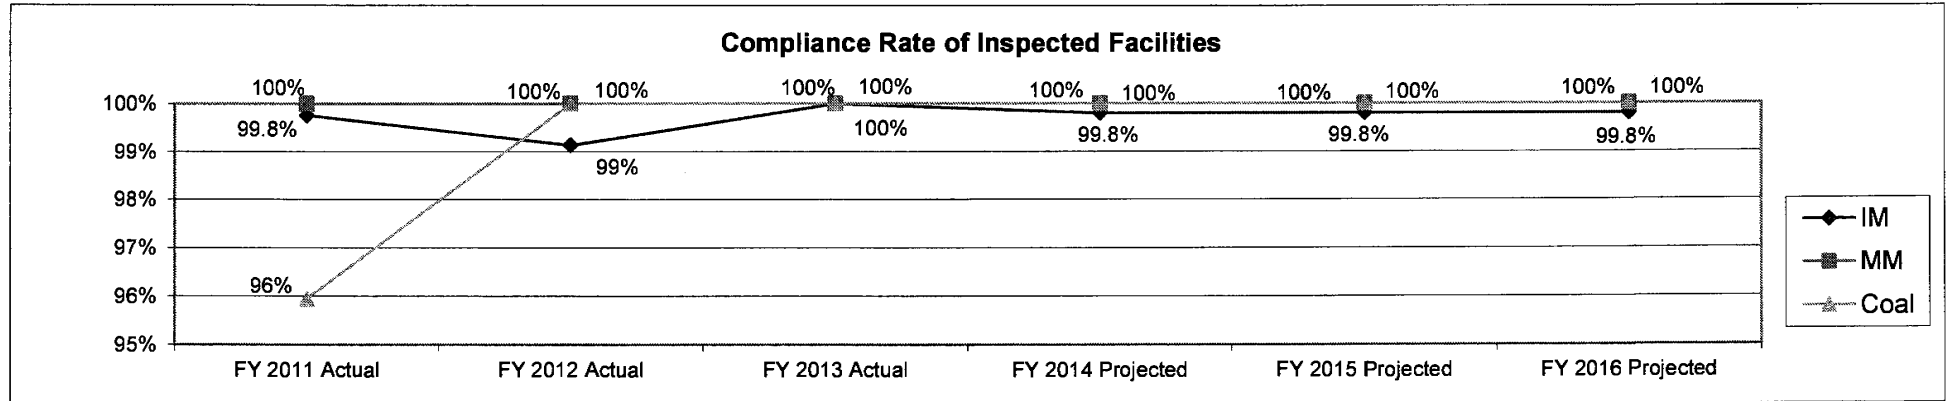 Compliance Rate of Inspected Facilities
100% 100% 100% 100% 100% 100% 100% 100% 100% 100% 100%
100%
99.8% 100% 99.8% 99.8% 99.8%
99%
99%
98%
97%
96%
96%
95%
FY 2011 Actual FY 2012 Actual FY 2013 Actual FY 2014 Projected FY 2015 Projected FY 2016 Projected
IM
MM
Coal